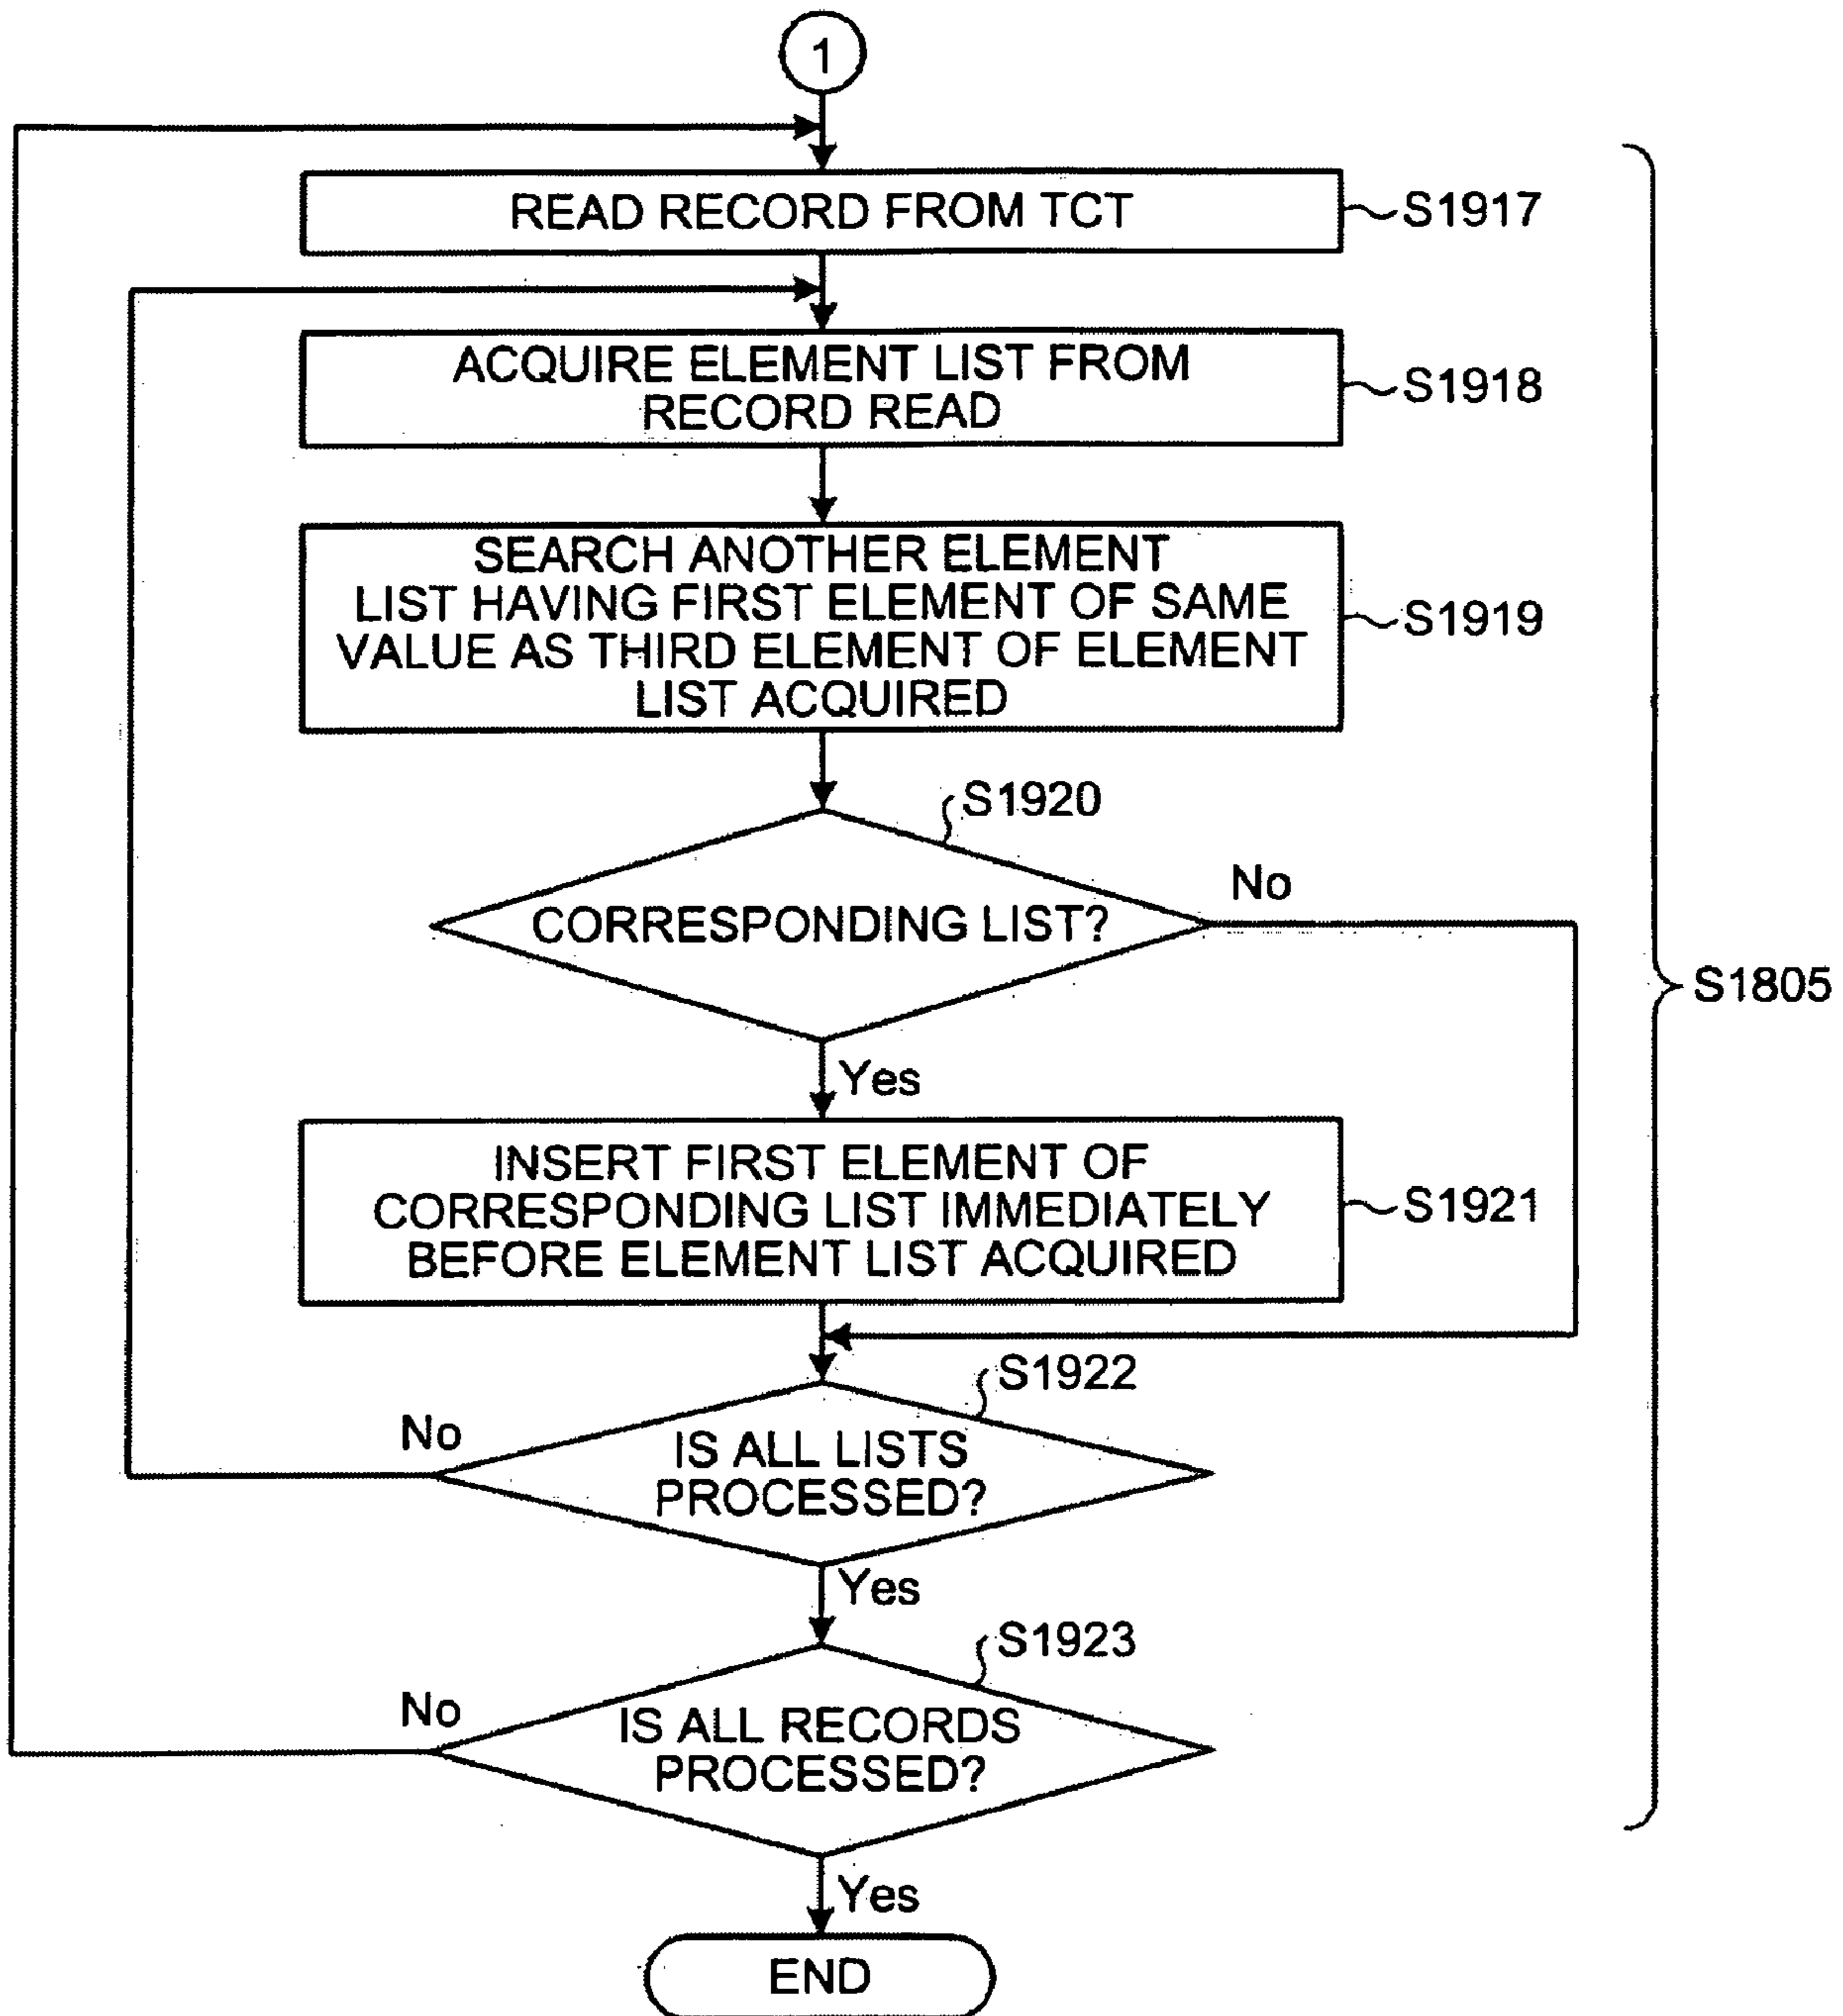 1
READ RECORD FROM TCT
S1917
ACQUIRE ELEMENT LIST FROM
RECORD READ
S1918
SEARCH ANOTHER ELEMENT
LIST HAVING FIRST ELEMENT OF SAME
VALUE AS THIRD ELEMENT OF ELEMENT
LIST ACQUIRED
S1919
S1920
CORRESPONDING LIST?
No
S1805
Yes
INSERT FIRST ELEMENT OF
CORRESPONDING LIST IMMEDIATELY
BEFORE ELEMENT LIST ACQUIRED
S1921
S1922
No
IS ALL LISTS
PROCESSED?
Yes
S1923
No
IS ALL RECORDS
PROCESSED?
Yes
END